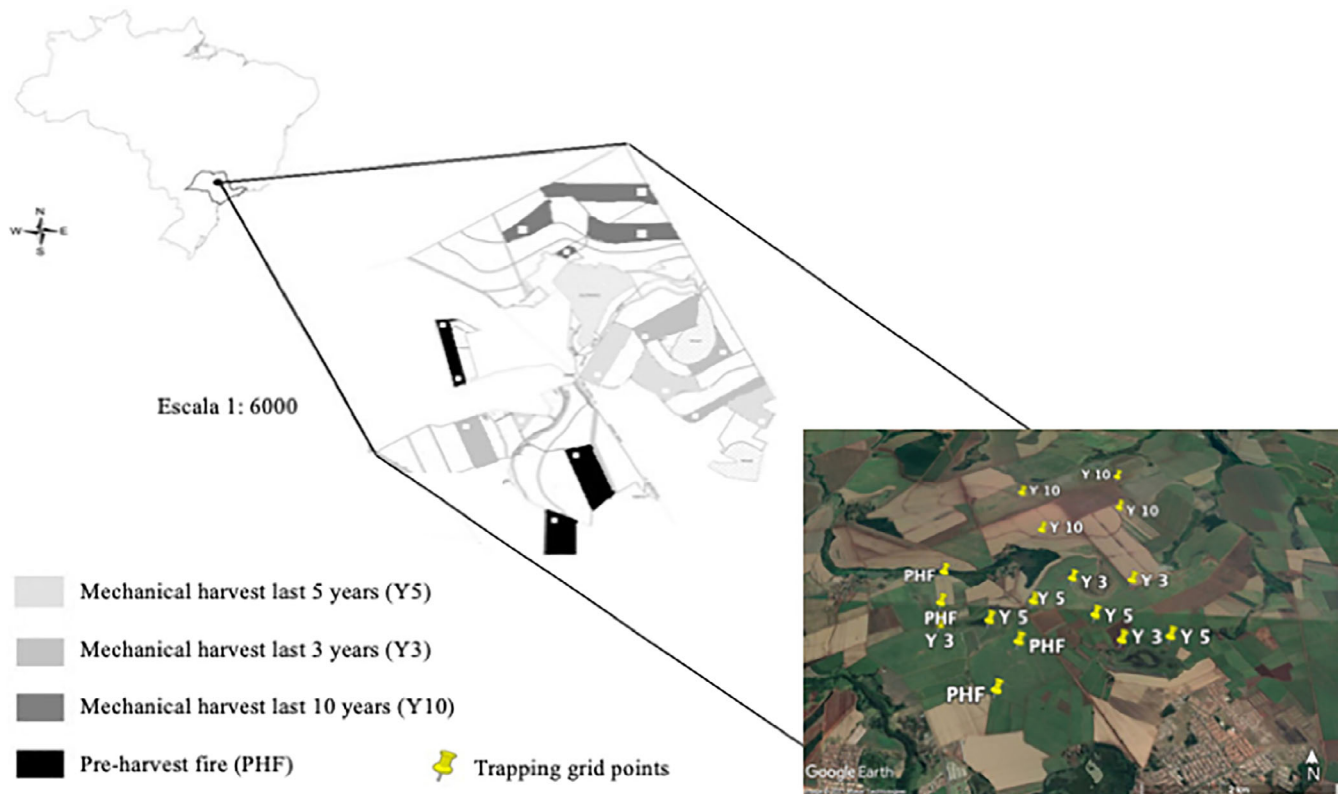 N
W E
S
Escala 1: 6000
Mechanical harvest last 5 years (Y5)
Mechanical harvest last 3 years (Y3)
Mechanical harvest last 10 years (Y10)
Pre-harvest fire (PHF)
Trapping grid points
Y 10
Y 10
Y 10
Y 10
PHF
Y 3
Y 3
Y 5
PHF
Y 5
Y 5
Y 3
PHF
Y 3
Y 5
PHF
Google Earth
2 km
N